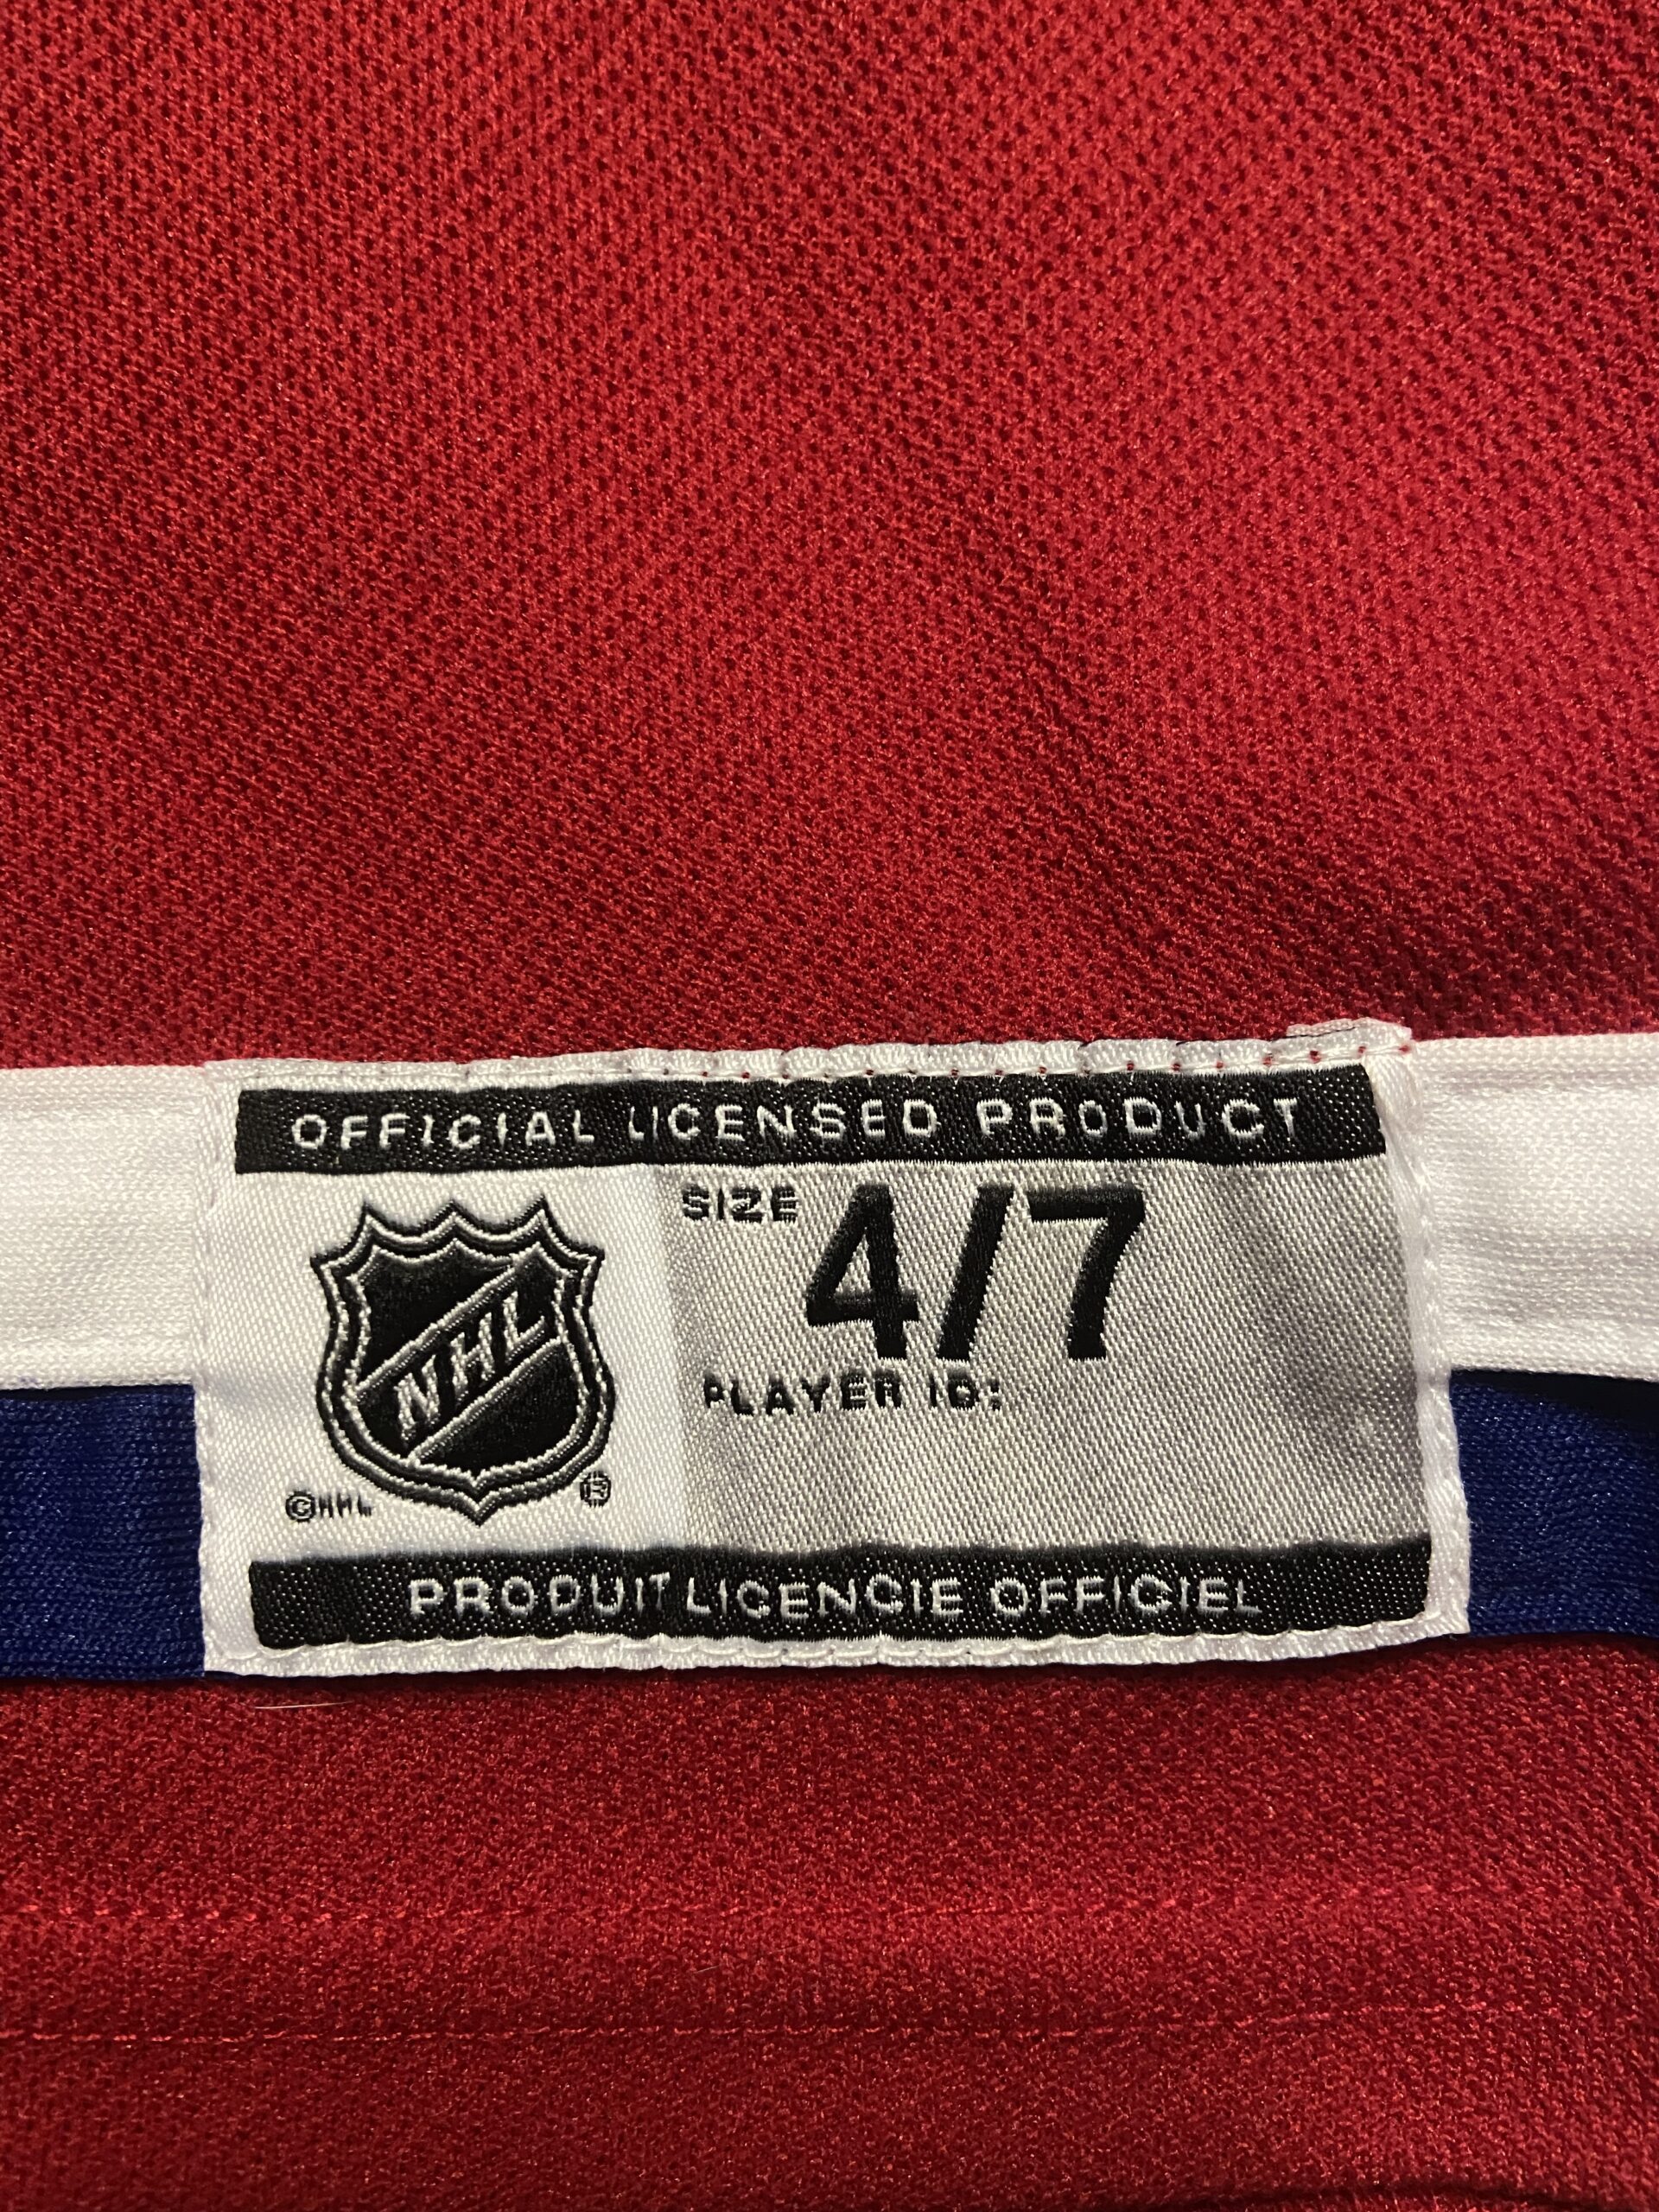 OFFICIAL LICENSED PRODUCT
SIZE 4/7
NHL
PLAYER ID:
©NHL ®
PRODUIT LICENCIE OFFICIEL